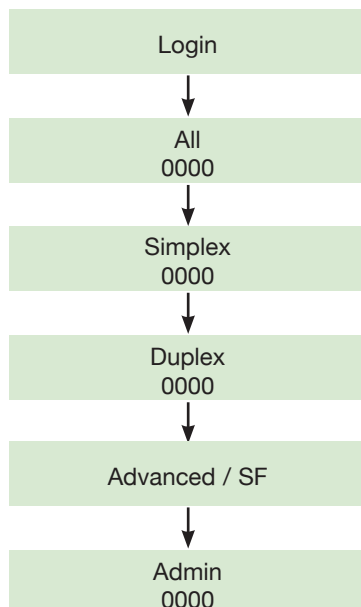 Login
All
0000
Simplex
0000
Duplex
0000
Advanced / SF
Admin
0000